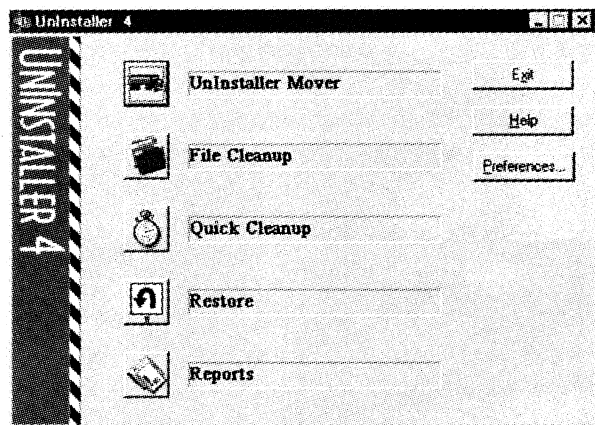 UnInstaller 4
UNINSTALLER 4
UnInstaller Mover
File Cleanup
Quick Cleanup
Restore
Reports
Exit
Help
Preferences...